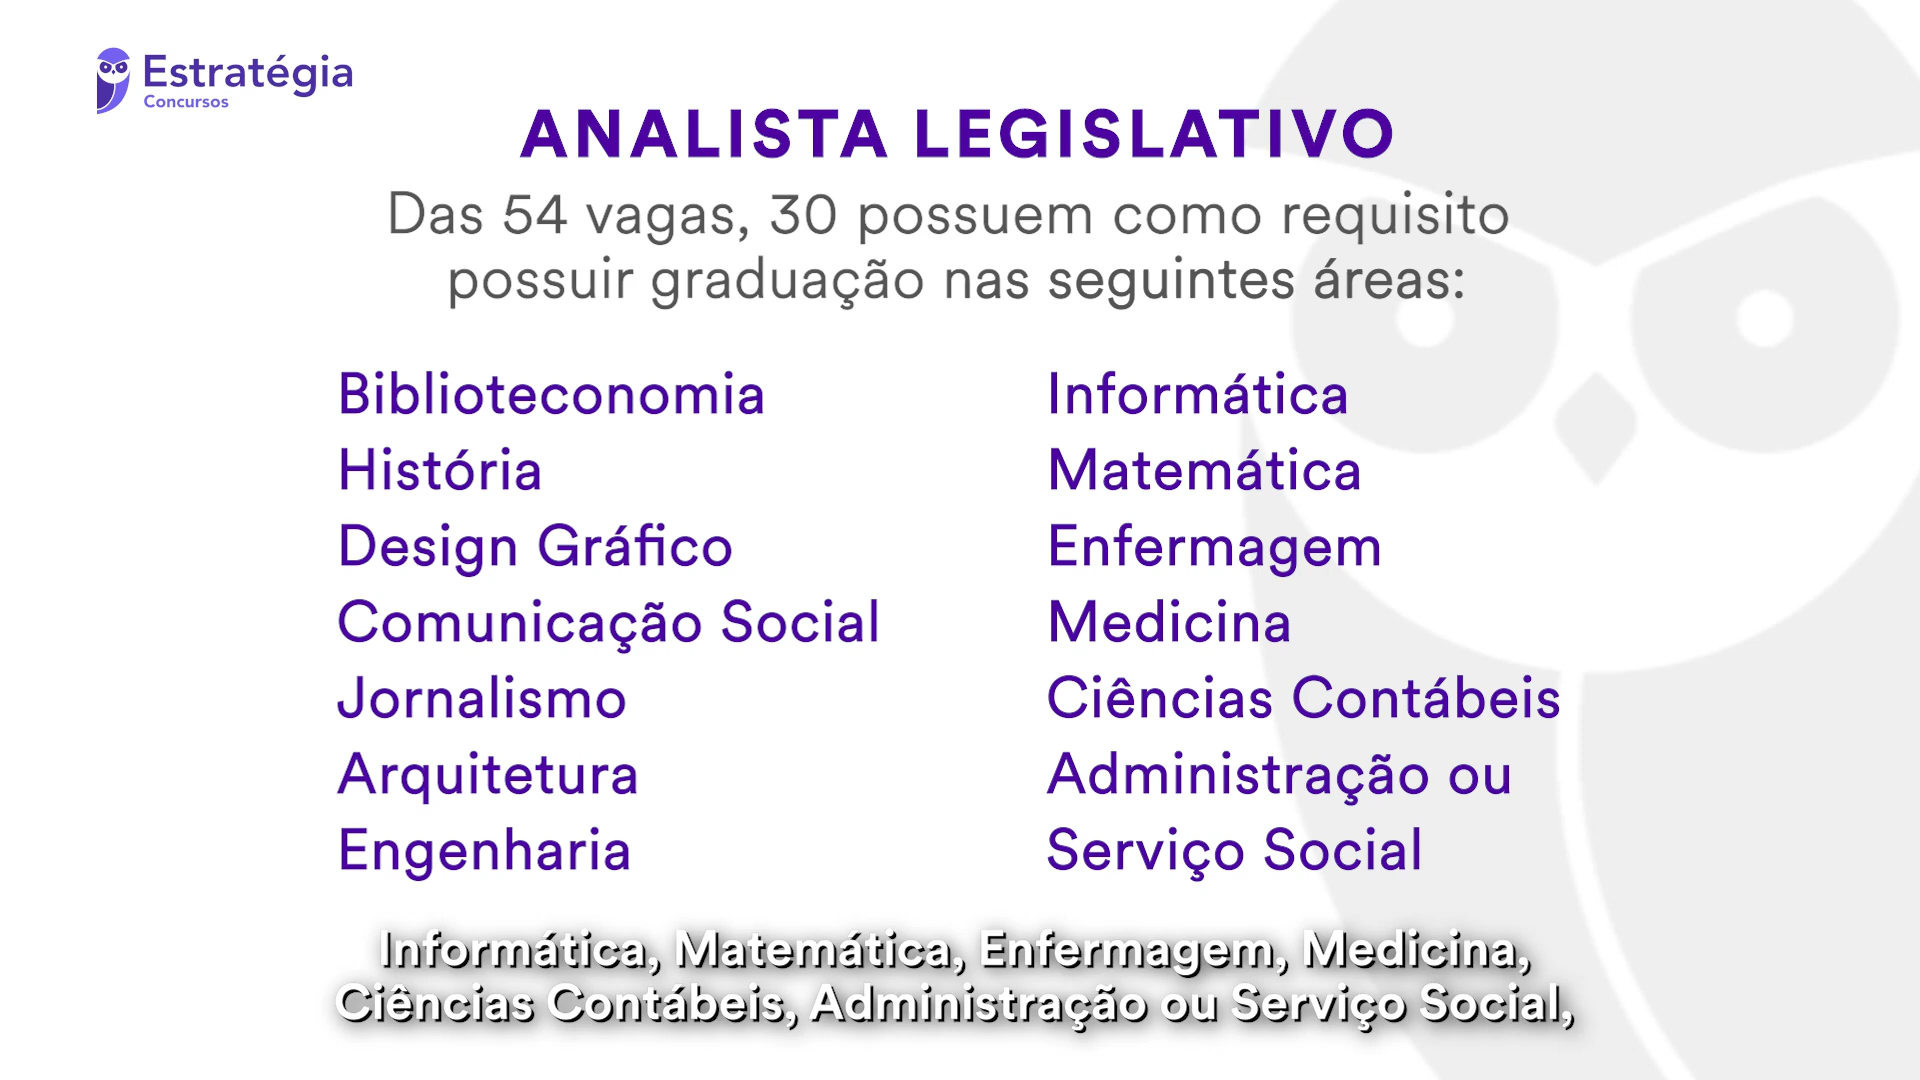 Estratégia
Concursos
ANALISTA LEGISLATIVO
Das 54 vagas, 30 possuem como requisito
possuir graduação nas seguintes áreas:
Biblioteconomia
História
Design Gráfico
Comunicação Social
Jornalismo
Arquitetura
Engenharia
Informática
Matemática
Enfermagem
Medicina
Ciências Contábeis
Administração ou
Serviço Social
Informática, Matemática, Enfermagem, Medicina,
Ciências Contábeis, Administração ou Serviço Social,